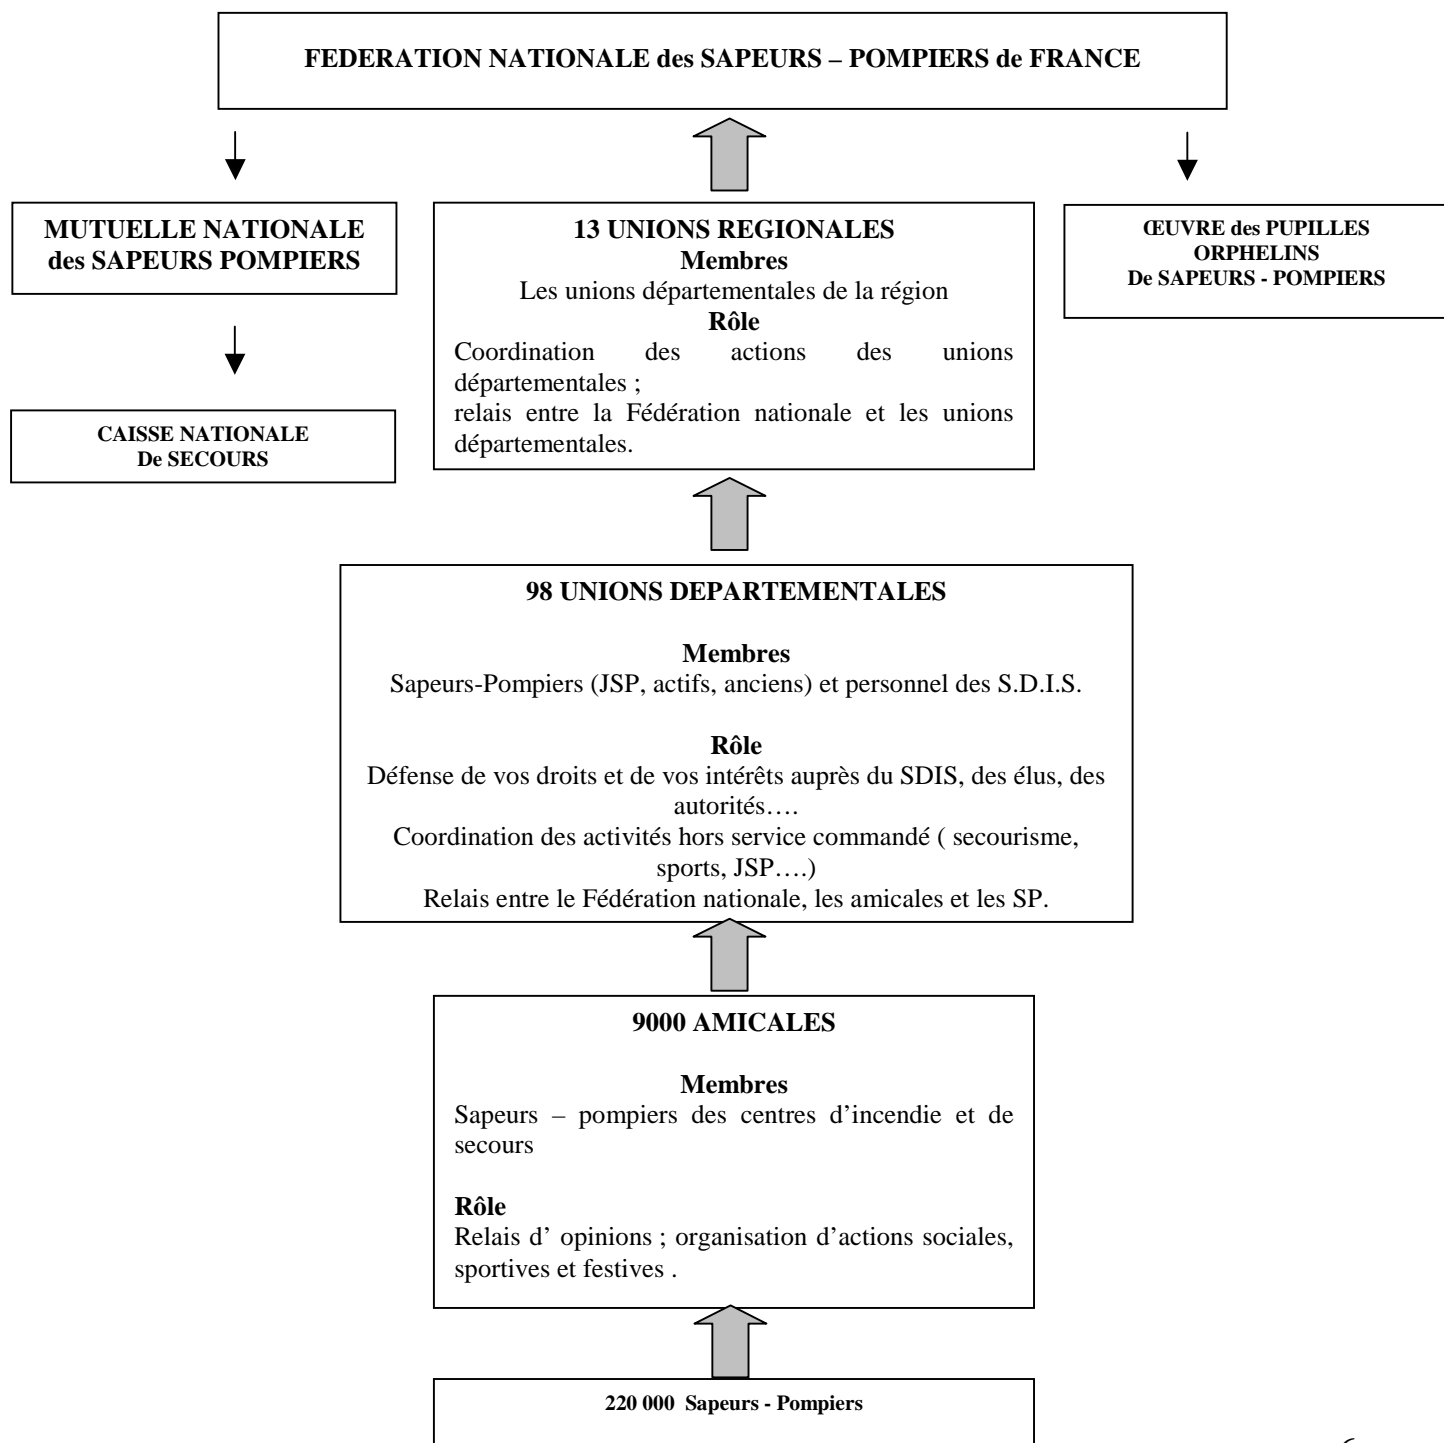 FEDERATION NATIONALE des SAPEURS – POMPIERS de FRANCE
MUTUELLE NATIONALE
des SAPEURS POMPIERS
CAISSE NATIONALE
De SECOURS
13 UNIONS REGIONALES
Membres
Les unions départementales de la région
Rôle
Coordination des actions des unions
départementales ;
relais entre la Fédération nationale et les unions
départementales.
ŒUVRE des PUPILLES
ORPHELINS
De SAPEURS - POMPIERS
98 UNIONS DEPARTEMENTALES
Membres
Sapeurs-Pompiers (JSP, actifs, anciens) et personnel des S.D.I.S.
Rôle
Défense de vos droits et de vos intérêts auprès du SDIS, des élus, des
autorités….
Coordination des activités hors service commandé ( secourisme,
sports, JSP….)
Relais entre le Fédération nationale, les amicales et les SP.
9000 AMICALES
Membres
Sapeurs – pompiers des centres d’incendie et de
secours
Rôle
Relais d’ opinions ; organisation d’actions sociales,
sportives et festives .
220 000 Sapeurs - Pompiers